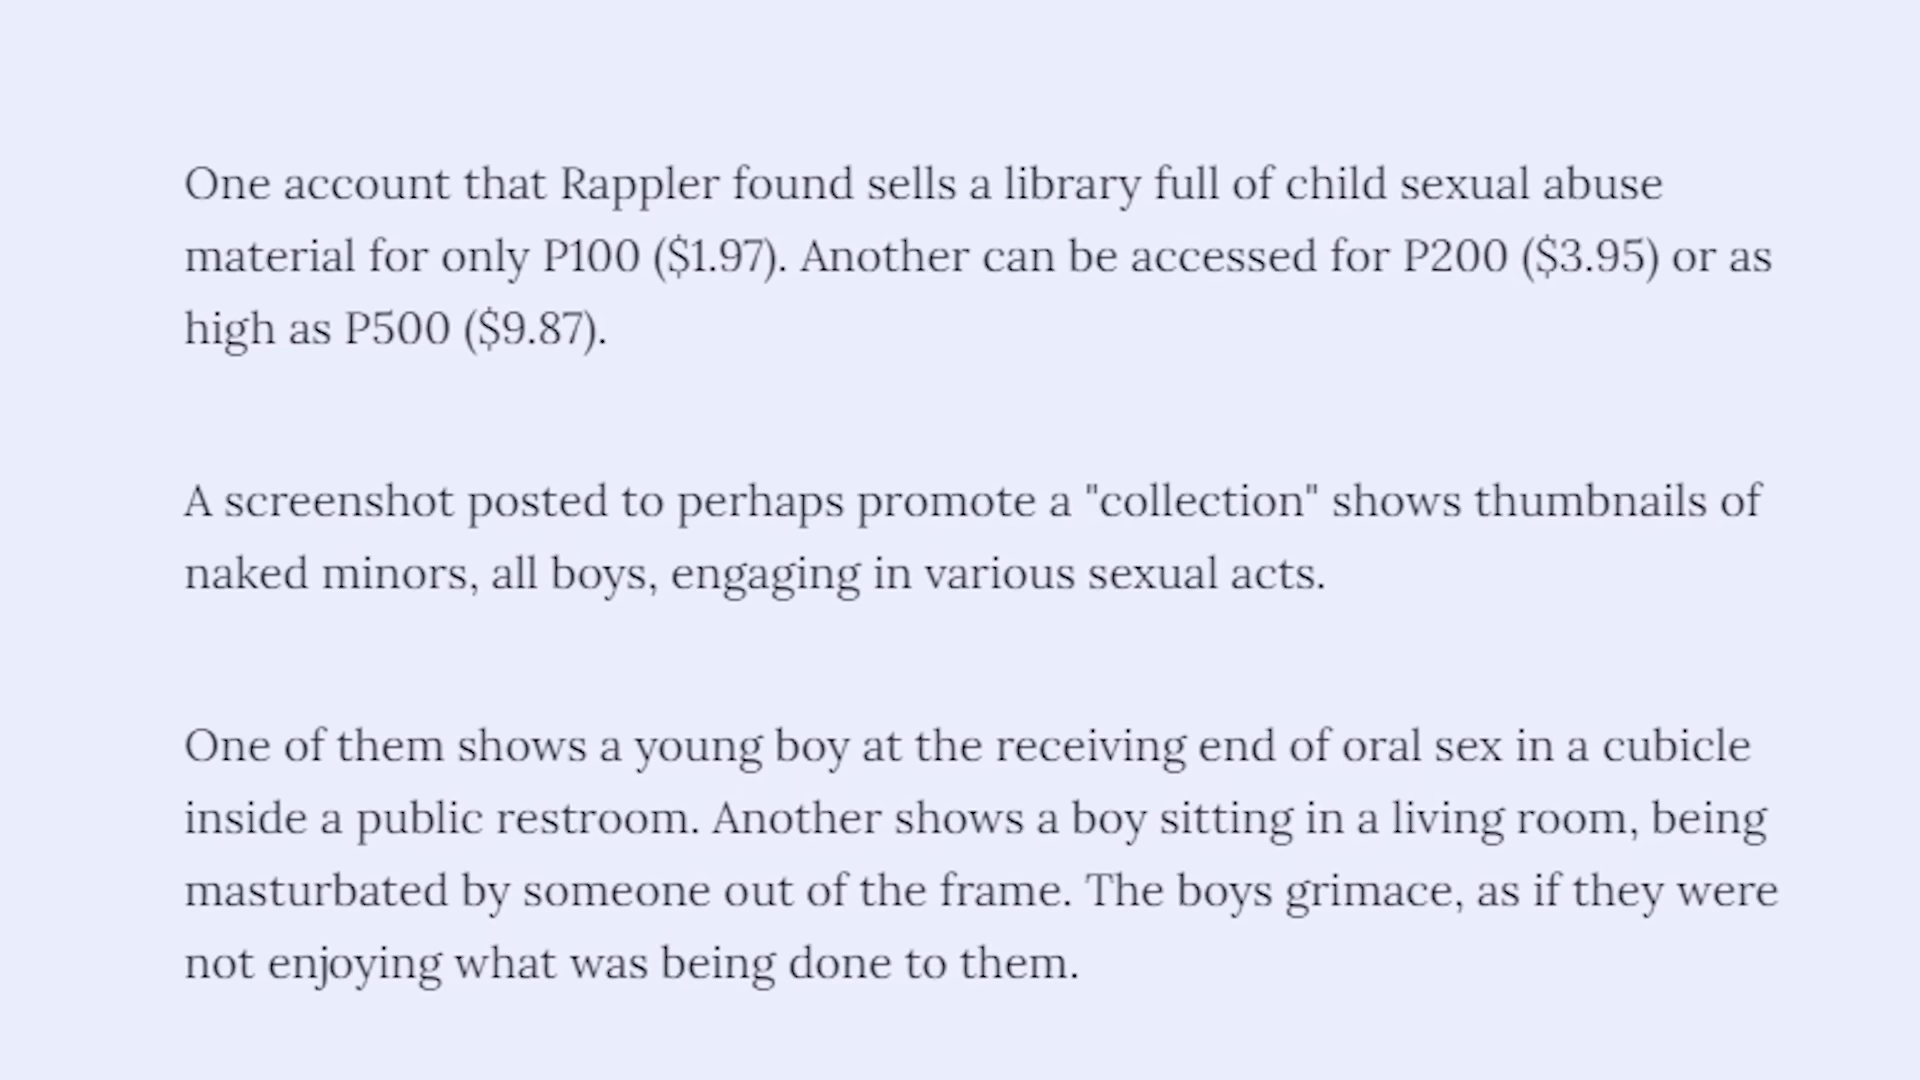 One account that Rappler found sells a library full of child sexual abuse
material for only P100 ($1.97). Another can be accessed for P200 ($3.95) or as
high as P500 ($9.87).
A screenshot posted to perhaps promote a "collection" shows thumbnails of
naked minors, all boys, engaging in various sexual acts.
One of them shows a young boy at the receiving end of oral sex in a cubicle
inside a public restroom. Another shows a boy sitting in a living room, being
masturbated by someone out of the frame. The boys grimace, as if they were
not enjoying what was being done to them.